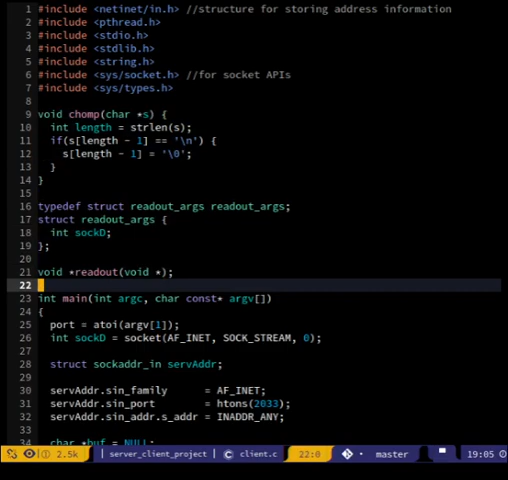 1 #include <netinet/in.h> //structure for storing address information
2 #include <pthread.h>
3 #include <stdio.h>
4 #include <stdlib.h>
5 #include <string.h>
6 #include <sys/socket.h> //for socket APIs
7 #include <sys/types.h>
8
9 void chomp(char *s) {
10   int length = strlen(s);
11   if(s[length - 1] == '\n') {
12     s[length - 1] = '\0';
13   }
14 }
15
16 typedef struct readout_args readout_args;
17 struct readout_args {
18   int sockD;
19 };
20
21 void *readout(void *);
22
23 int main(int argc, char const* argv[])
24 {
25   port = atoi(argv[1]);
26   int sockD = socket(AF_INET, SOCK_STREAM, 0);
27
28   struct sockaddr_in servAddr;
29
30   servAddr.sin_family      = AF_INET;
31   servAddr.sin_port        = htons(2033);
32   servAddr.sin_addr.s_addr = INADDR_ANY;
33
34   char *buf = NULL;
2.5k | server_client_project | client.c 22:0 master 19:05